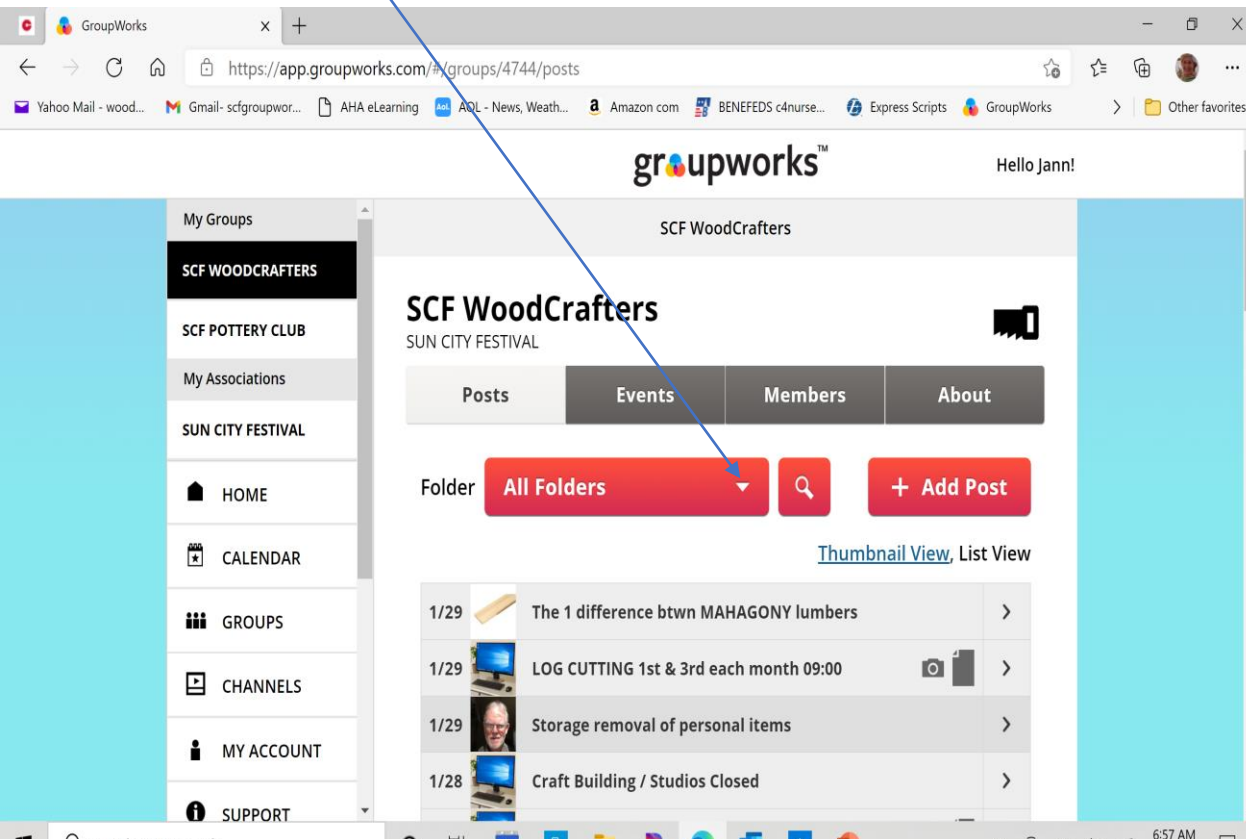 GroupWorks
https://app.groupworks.com/#/groups/4744/posts
Yahoo Mail - wood... Gmail- scfgroupwor... AHA eLearning Aol. AOL - News, Weath... a Amazon com BENEFEDS c4nurse... Express Scripts GroupWorks Other favorites
groupworks™ Hello Jann!
My Groups
SCF WOODCRAFTERS
SCF POTTERY CLUB
My Associations
SUN CITY FESTIVAL
HOME
CALENDAR
GROUPS
CHANNELS
MY ACCOUNT
SUPPORT
SCF WoodCrafters
SCF WoodCrafters
SUN CITY FESTIVAL
Posts Events Members About
Folder All Folders + Add Post
Thumbnail View, List View
1/29 The 1 difference btwn MAHAGONY lumbers
1/29 LOG CUTTING 1st & 3rd each month 09:00
1/29 Storage removal of personal items
1/28 Craft Building / Studios Closed
6:57 AM